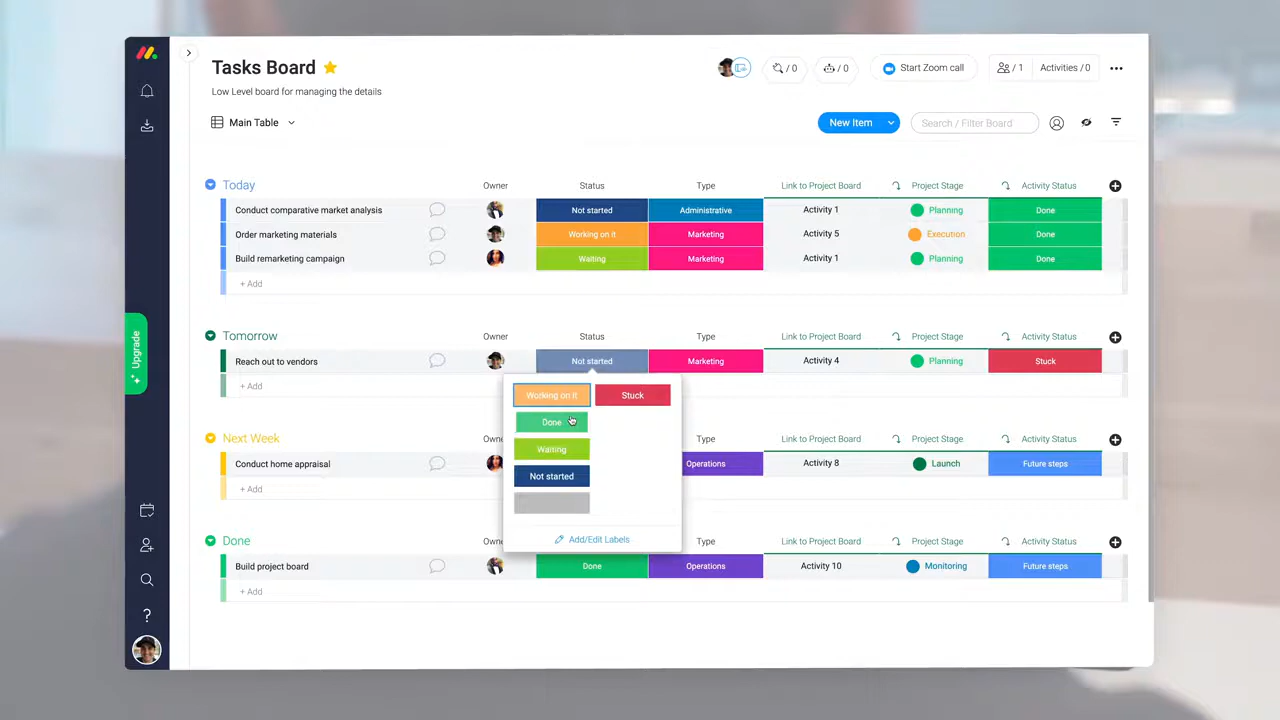 Tasks Board
Low Level board for managing the details
/ 0
/ 0
Start Zoom call
/ 1
Activities / 0
Main Table
New Item
Search / Filter Board
Today
Owner
Status
Type
Link to Project Board
Project Stage
Activity Status
Conduct comparative market analysis
Not started
Administrative
Activity 1
Planning
Done
Order marketing materials
Working on it
Marketing
Activity 5
Execution
Done
Build remarketing campaign
Waiting
Marketing
Activity 1
Planning
Done
+ Add
Upgrade
Tomorrow
Owner
Status
Type
Link to Project Board
Project Stage
Activity Status
Reach out to vendors
Not started
Marketing
Activity 4
Planning
Stuck
+ Add
Working on it
Stuck
Done
Waiting
Not started
Add/Edit Labels
Next Week
Type
Link to Project Board
Project Stage
Activity Status
Conduct home appraisal
Operations
Activity 8
Launch
Future steps
+ Add
Done
Owner
Type
Link to Project Board
Project Stage
Activity Status
Build project board
Done
Operations
Activity 10
Monitoring
Future steps
+ Add
?